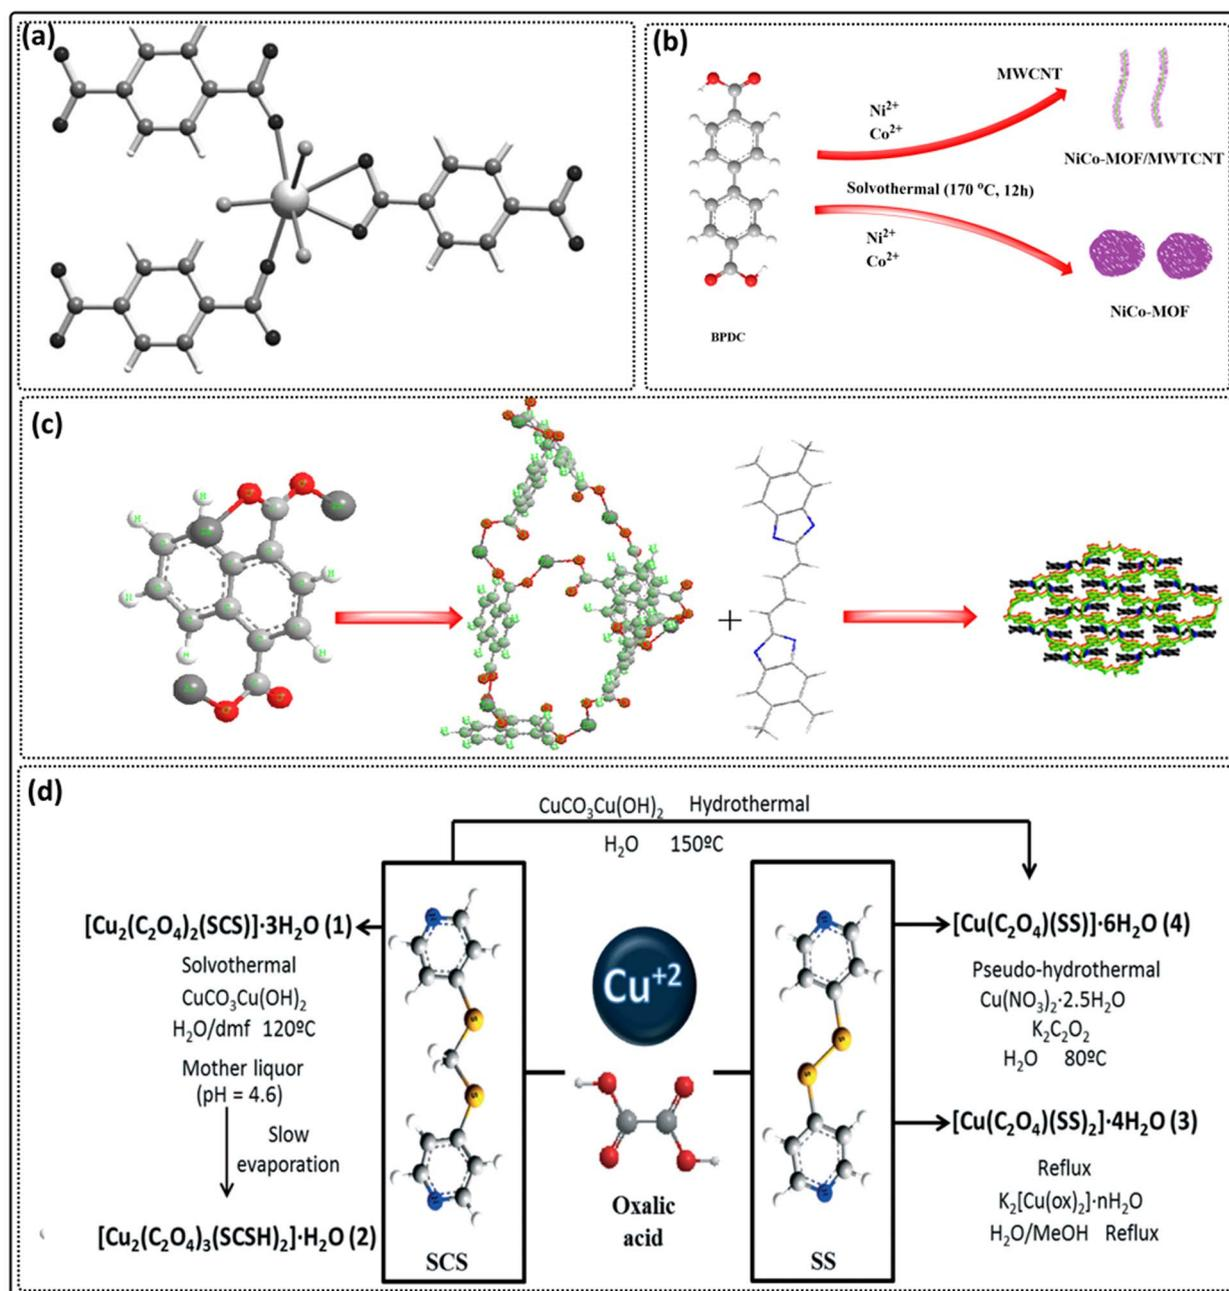 (a)
(b)
MWCNT
Ni²⁺
Co²⁺
NiCo-MOF/MWTCNT
Solvothermal (170 °C, 12h)
Ni²⁺
Co²⁺
NiCo-MOF
BPDC
(c)
+
(d)
CuCO₃Cu(OH)₂ Hydrothermal
H₂O 150ºC
[Cu₂(C₂O₄)₂(SCS)]·3H₂O (1)
Solvothermal
CuCO₃Cu(OH)₂
H₂O/dmf 120ºC
Mother liquor
(pH = 4.6)
Slow
evaporation
[Cu₂(C₂O₄)₃(SCSH)₂]·H₂O (2)
SCS
Cu⁺²
Oxalic
acid
SS
[Cu(C₂O₄)(SS)]·6H₂O (4)
Pseudo-hydrothermal
Cu(NO₃)₂·2.5H₂O
K₂C₂O₂
H₂O 80ºC
[Cu(C₂O₄)(SS)₂]·4H₂O (3)
Reflux
K₂[Cu(ox)₂]·nH₂O
H₂O/MeOH Reflux